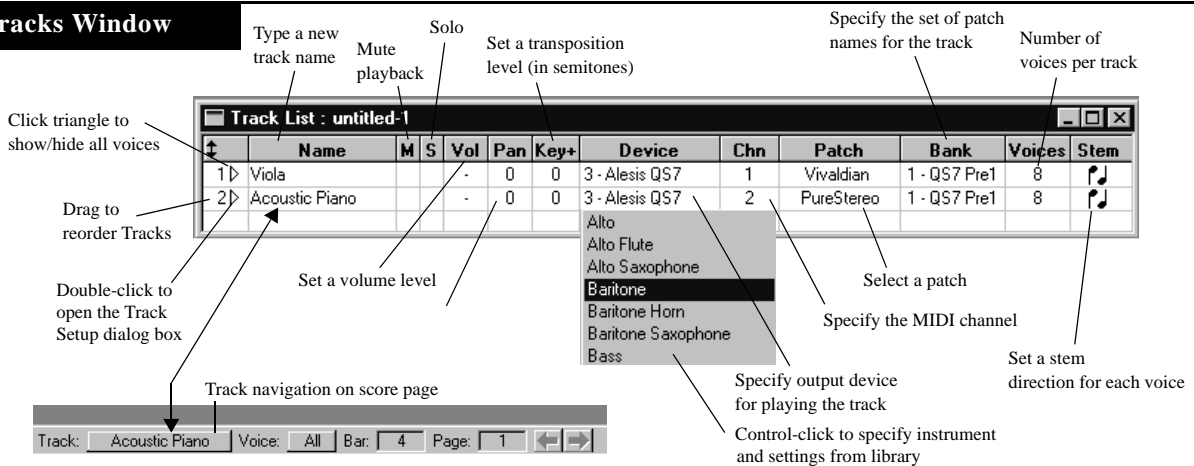 racks Window
Type a new
track name
Mute
playback
Solo
Set a transposition
level (in semitones)
Specify the set of patch
names for the track
Number of
voices per track
Click triangle to
show/hide all voices
Drag to
reorder Tracks
Double-click to
open the Track
Setup dialog box
Track List : untitled-1
Name M S Vol Pan Key+ Device Chn Patch Bank Voices Stem
1 Viola - 0 0 3 - Alesis QS7 1 Vivaldian 1 - QS7 Pre1 8
2 Acoustic Piano - 0 0 3 - Alesis QS7 2 PureStereo 1 - QS7 Pre1 8
Alto
Alto Flute
Alto Saxophone
Baritone
Baritone Horn
Baritone Saxophone
Bass
Set a volume level
Select a patch
Specify the MIDI channel
Set a stem
direction for each voice
Specify output device
for playing the track
Control-click to specify instrument
and settings from library
Track navigation on score page
Track: Acoustic Piano Voice: All Bar: 4 Page: 1